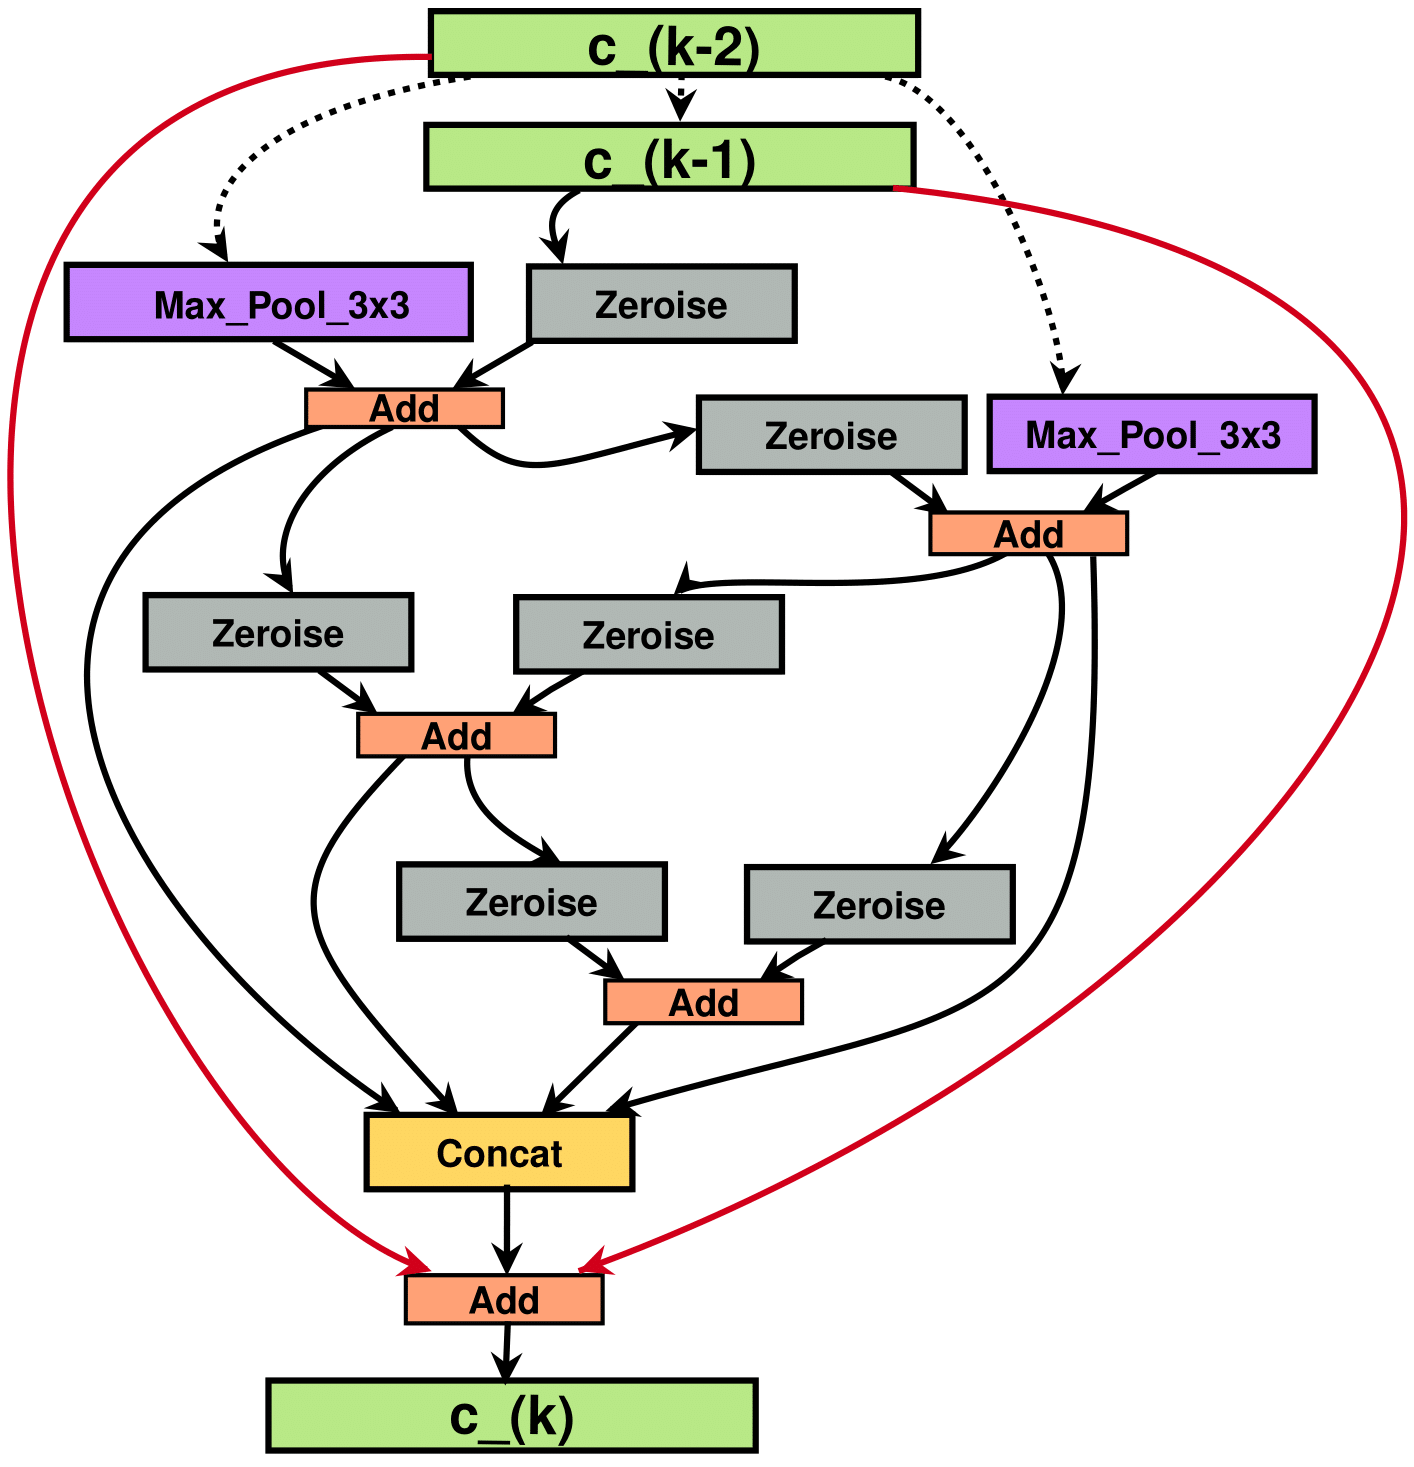 c_(k-2)
c_(k-1)
Max_Pool_3x3
Zeroise
Add
Zeroise
Max_Pool_3x3
Add
Zeroise
Zeroise
Add
Zeroise
Zeroise
Add
Concat
Add
c_(k)